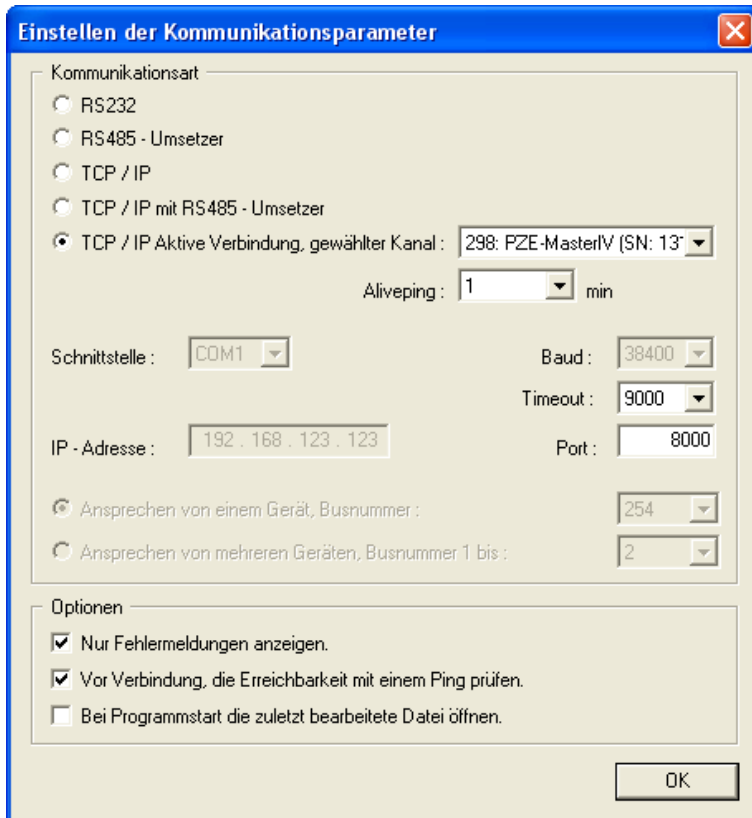 Einstellen der Kommunikationsparameter
Kommunikationsart
RS232
RS485 - Umsetzer
TCP / IP
TCP / IP mit RS485 - Umsetzer
TCP / IP Aktive Verbindung, gewählter Kanal : 298: PZE-MasterIV (SN: 13
Aliveping : 1 min
Schnittstelle : COM1 Baud : 38400
Timeout : 9000
IP - Adresse : 192 . 168 . 123 . 123 Port : 8000
Ansprechen von einem Gerät, Busnummer : 254
Ansprechen von mehreren Geräten, Busnummer 1 bis : 2
Optionen
Nur Fehlermeldungen anzeigen.
Vor Verbindung, die Erreichbarkeit mit einem Ping prüfen.
Bei Programmstart die zuletzt bearbeitete Datei öffnen.
OK